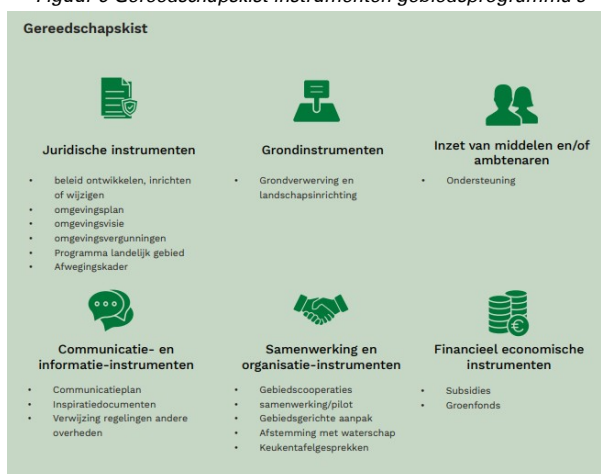 Figuur 6 Gereedschapskist instrumenten gebiedsprogramma's
Gereedschapskist
Juridische instrumenten
• beleid ontwikkelen, inrichten
of wijzigen
• omgevingsplan
• omgevingsvisie
• omgevingsvergunningen
• Programma landelijk gebied
• Afwegingskader
Grondinstrumenten
• Grondverwerving en
landschapsinrichting
Inzet van middelen en/of
ambtenaren
• Ondersteuning
Communicatie- en
informatie-instrumenten
• Communicatieplan
• Inspiratiedocumenten
• Verwijzing regelingen andere
overheden
Samenwerking en
organisatie-instrumenten
• Gebiedscooperaties
• samenwerking/pilot
• Gebiedsgerichte aanpak
• Afstemming met waterschap
• Keukentafelgesprekken
Financieel economische
instrumenten
• Subsidies
• Groenfonds